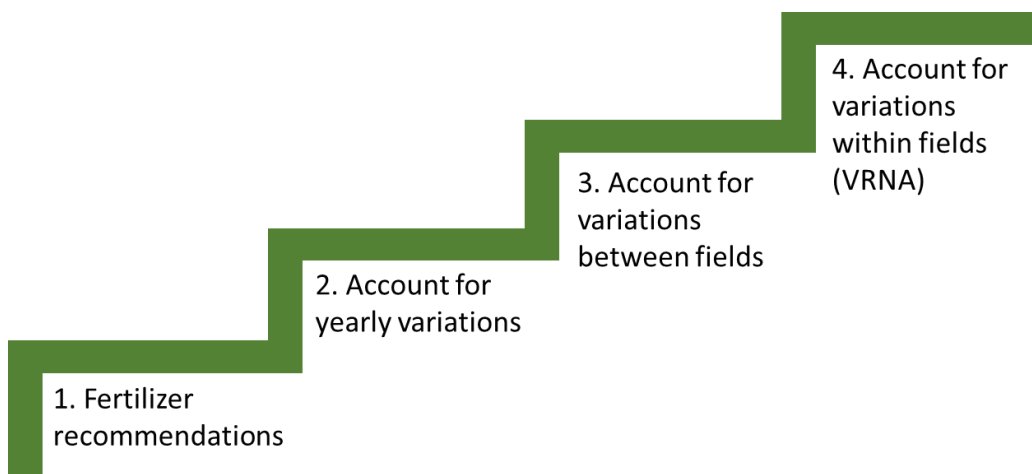 4. Account for
variations
within fields
(VRNA)
3. Account for
variations
between fields
2. Account for
yearly variations
1. Fertilizer
recommendations